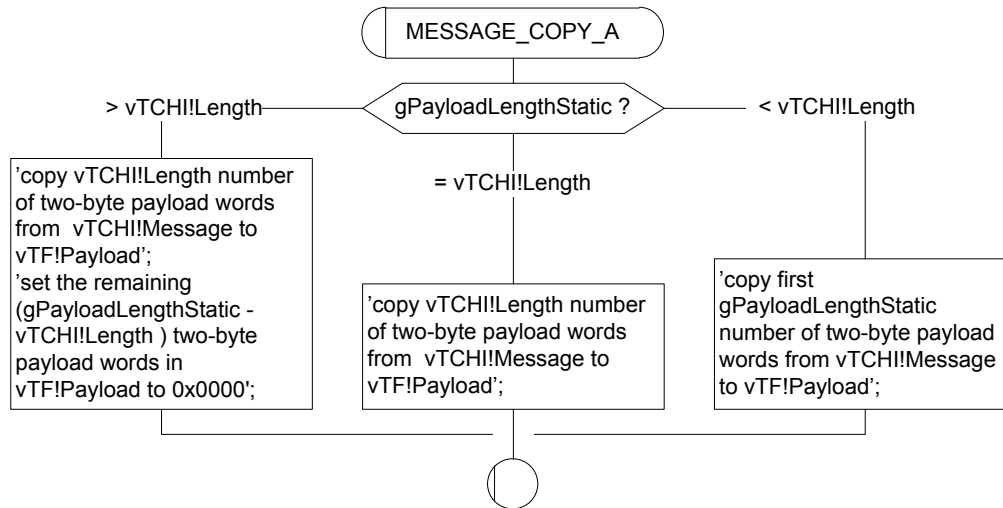 MESSAGE_COPY_A
gPayloadLengthStatic ?
> vTCHI!Length
= vTCHI!Length
< vTCHI!Length
'copy vTCHI!Length number
of two-byte payload words
from vTCHI!Message to
vTF!Payload’;
'set the remaining
(gPayloadLengthStatic -
vTCHI!Length ) two-byte
payload words in
vTF!Payload to 0x0000';
'copy vTCHI!Length number
of two-byte payload words
from vTCHI!Message to
vTF!Payload’;
'copy first
gPayloadLengthStatic
number of two-byte payload
words from vTCHI!Message
to vTF!Payload’;